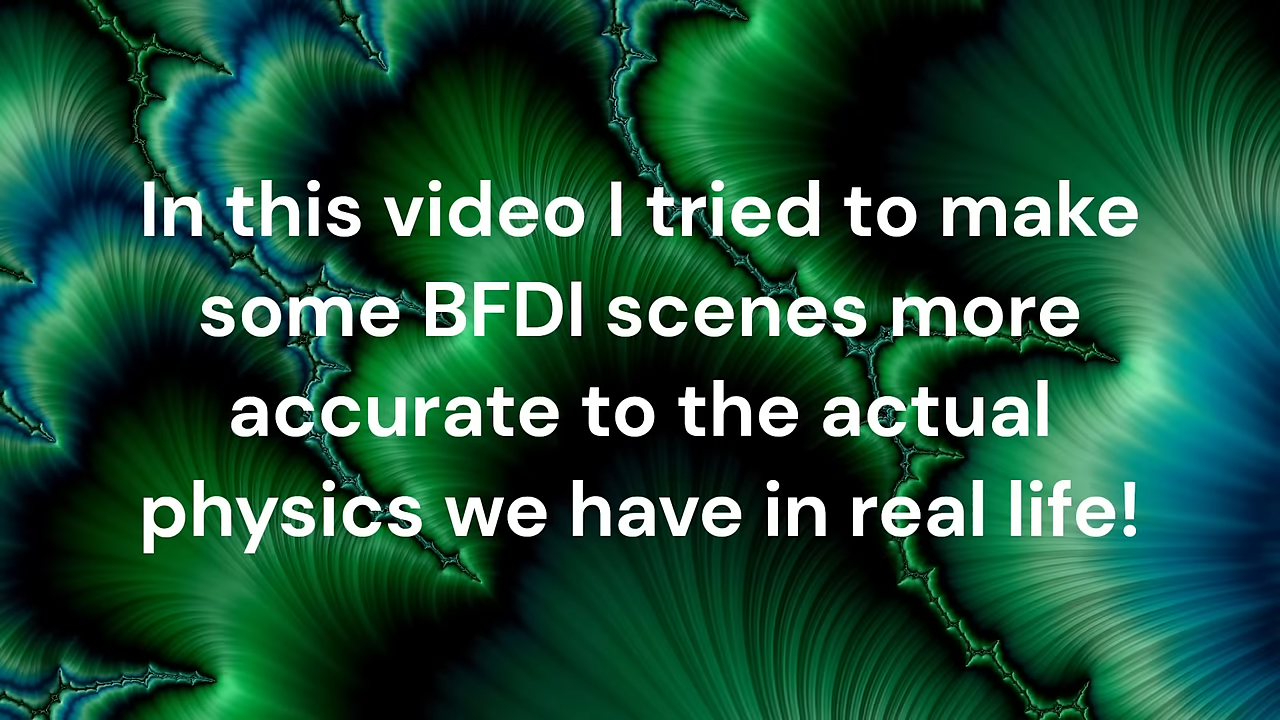 In this video I tried to make
some BFDI scenes more
accurate to the actual
physics we have in real life!